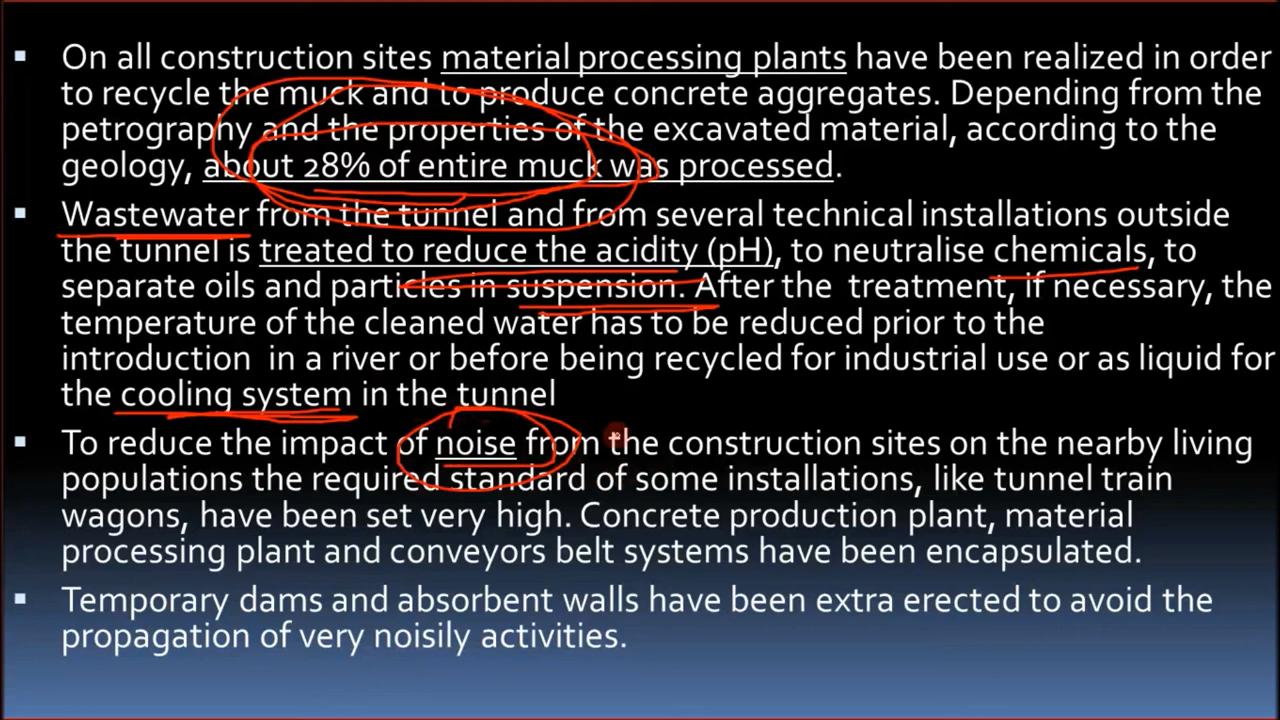 ▪ On all construction sites material processing plants have been realized in order
to recycle the muck and to produce concrete aggregates. Depending from the
petrography and the properties of the excavated material, according to the
geology, about 28% of entire muck was processed.
▪ Wastewater from the tunnel and from several technical installations outside
the tunnel is treated to reduce the acidity (pH), to neutralise chemicals, to
separate oils and particles in suspension. After the treatment, if necessary, the
temperature of the cleaned water has to be reduced prior to the
introduction in a river or before being recycled for industrial use or as liquid for
the cooling system in the tunnel
▪ To reduce the impact of noise from the construction sites on the nearby living
populations the required standard of some installations, like tunnel train
wagons, have been set very high. Concrete production plant, material
processing plant and conveyors belt systems have been encapsulated.
▪ Temporary dams and absorbent walls have been extra erected to avoid the
propagation of very noisily activities.